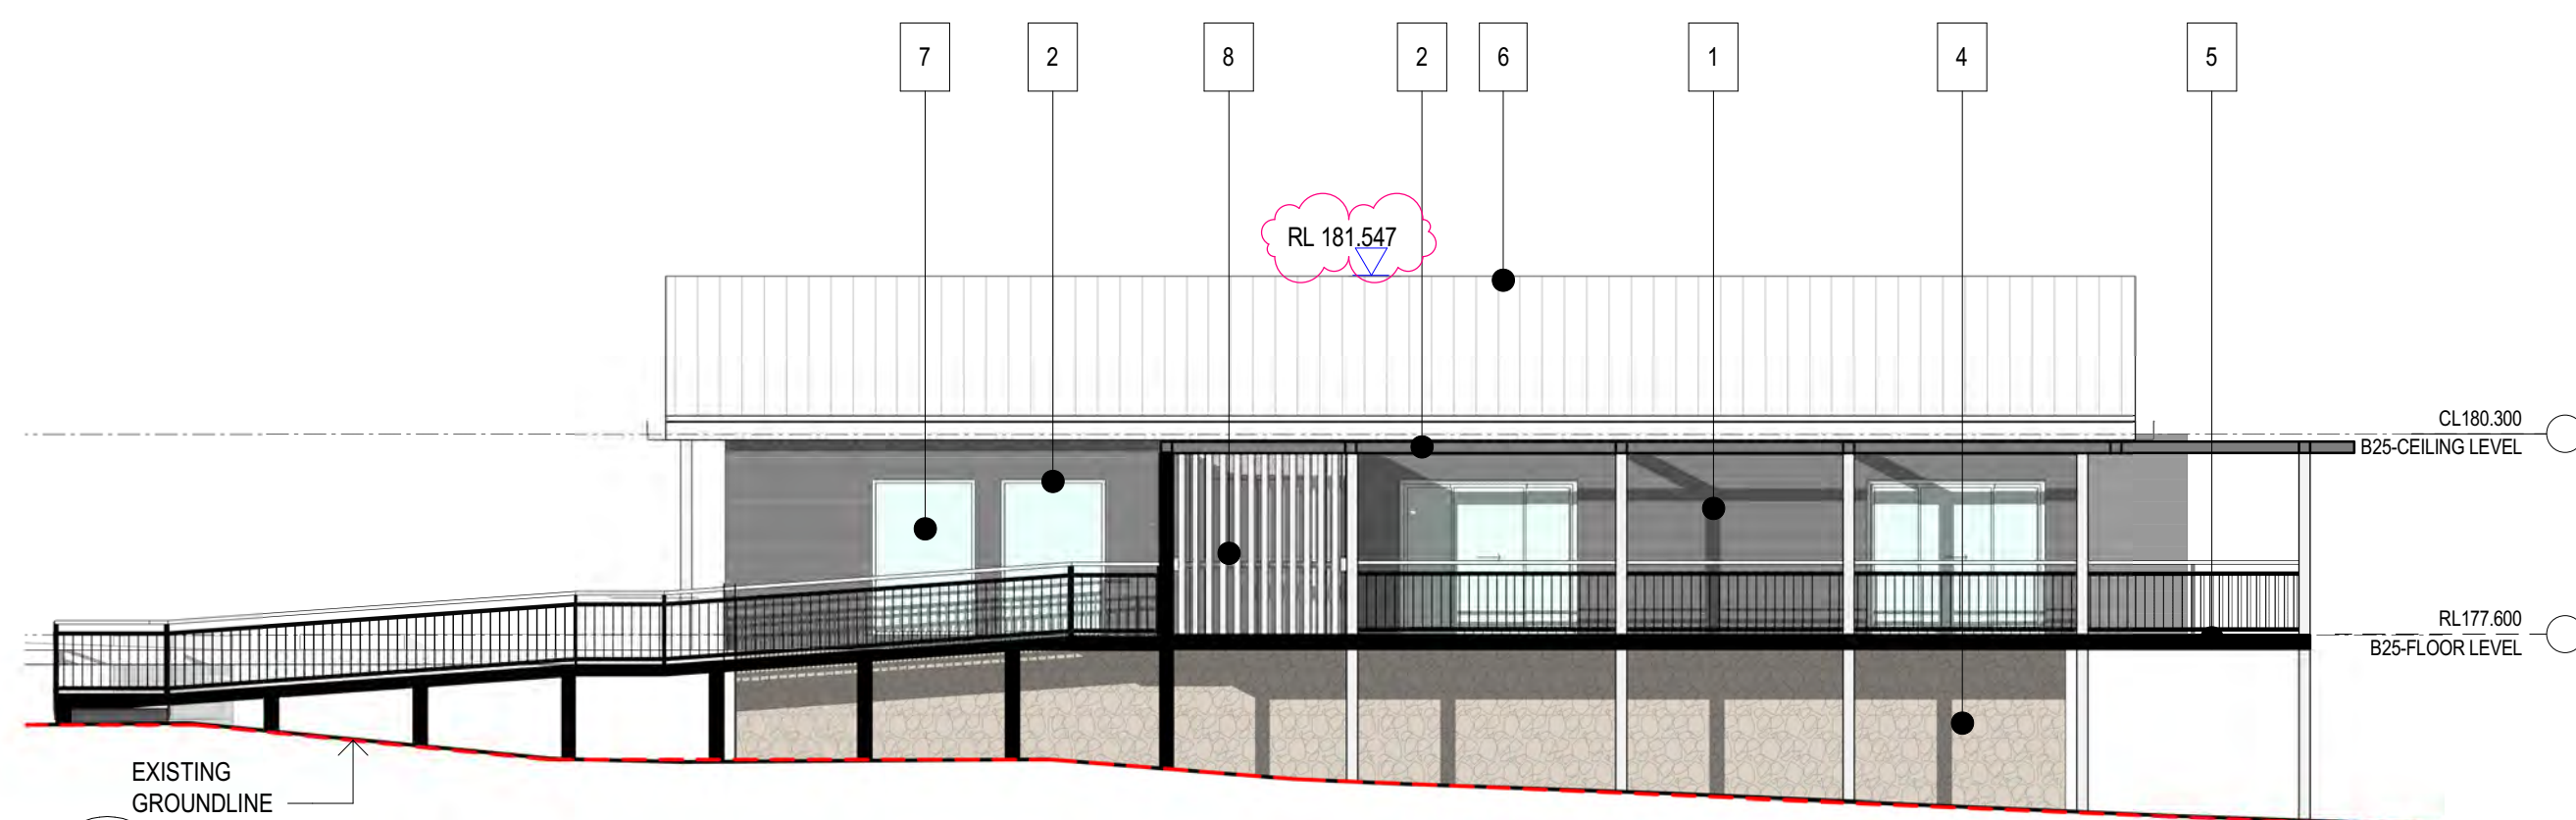 7
2
8
2
6
1
4
5
RL 181.547
CL180.300
B25-CEILING LEVEL
RL177.600
B25-FLOOR LEVEL
EXISTING
GROUNDLINE